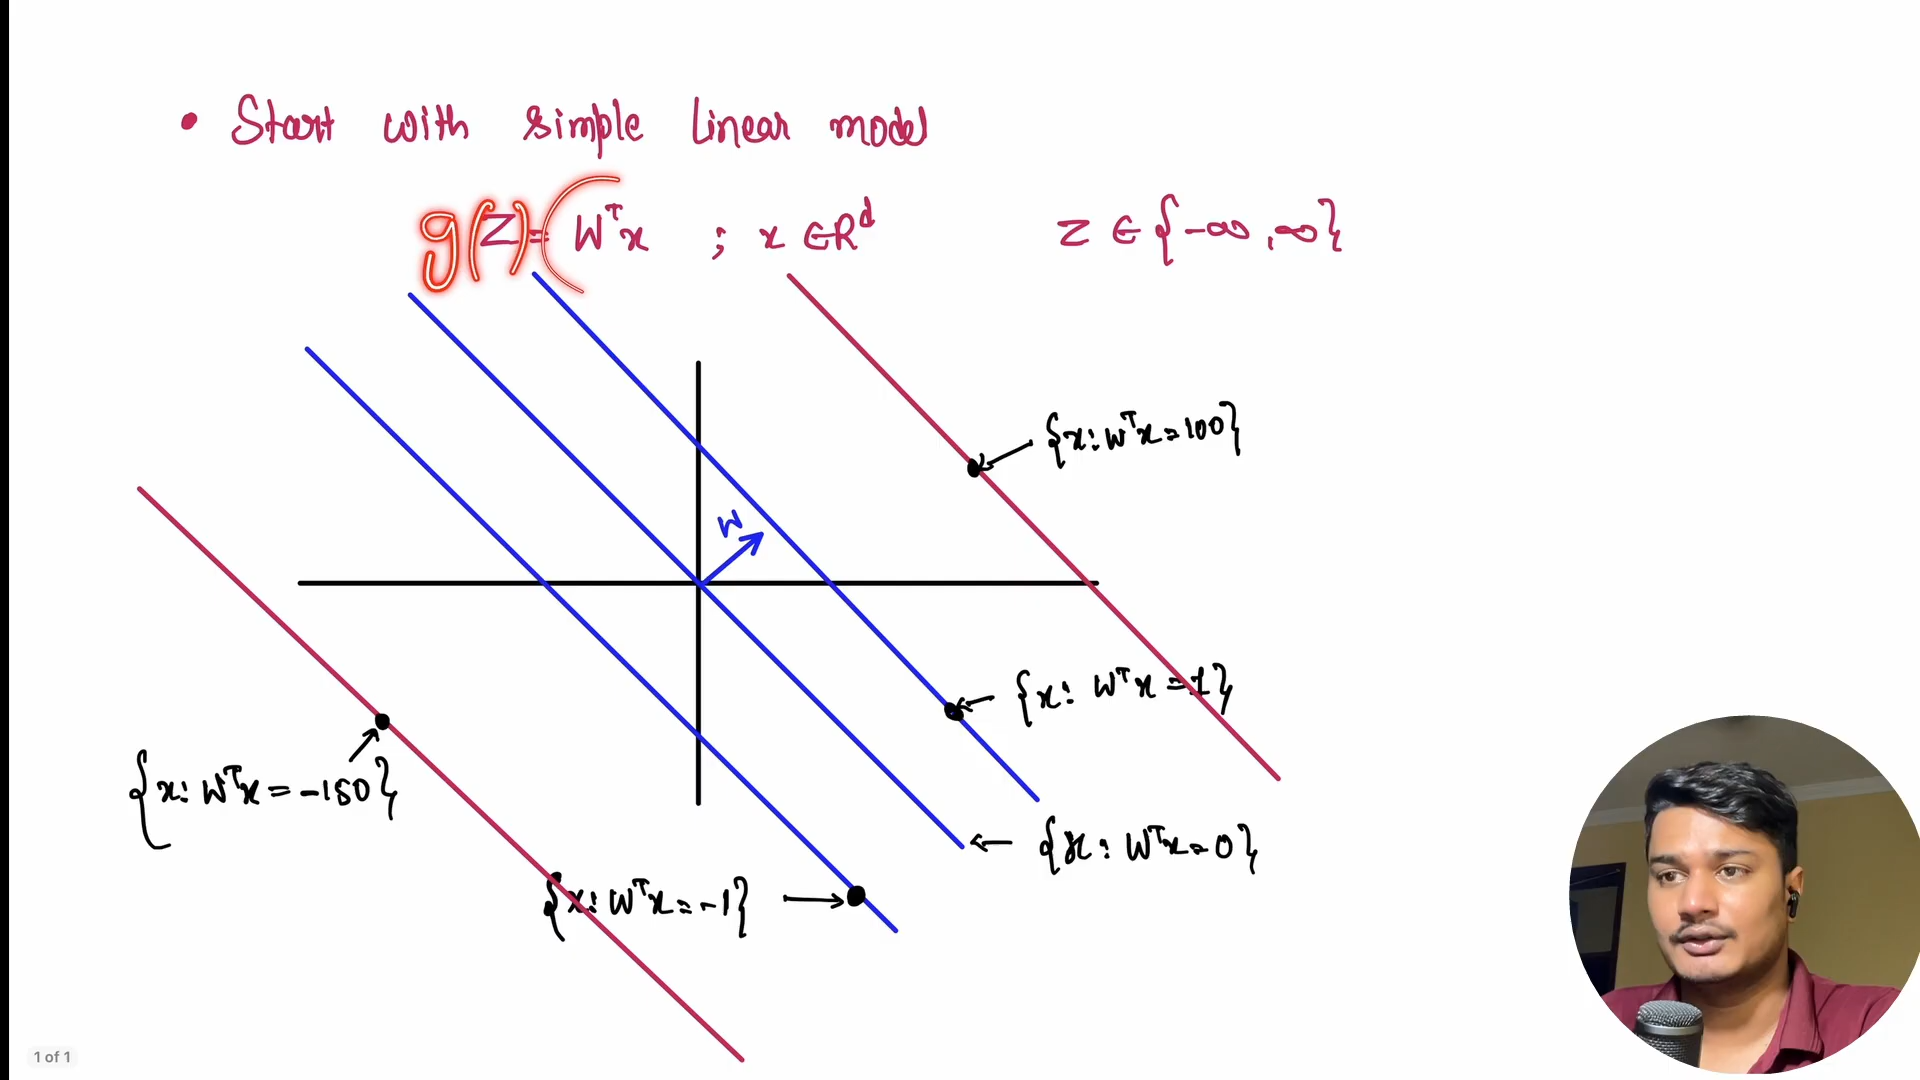 • Start with simple linear model
g(Z) = ( Wᵀx ; x ∈ Rᵈ z ∈ {-∞, ∞}
{x: Wᵀx = 100}
W
{x: Wᵀx = 1}
{x: Wᵀx = -150}
{x: Wᵀx = 0}
{x: Wᵀx = -1}
1 of 1